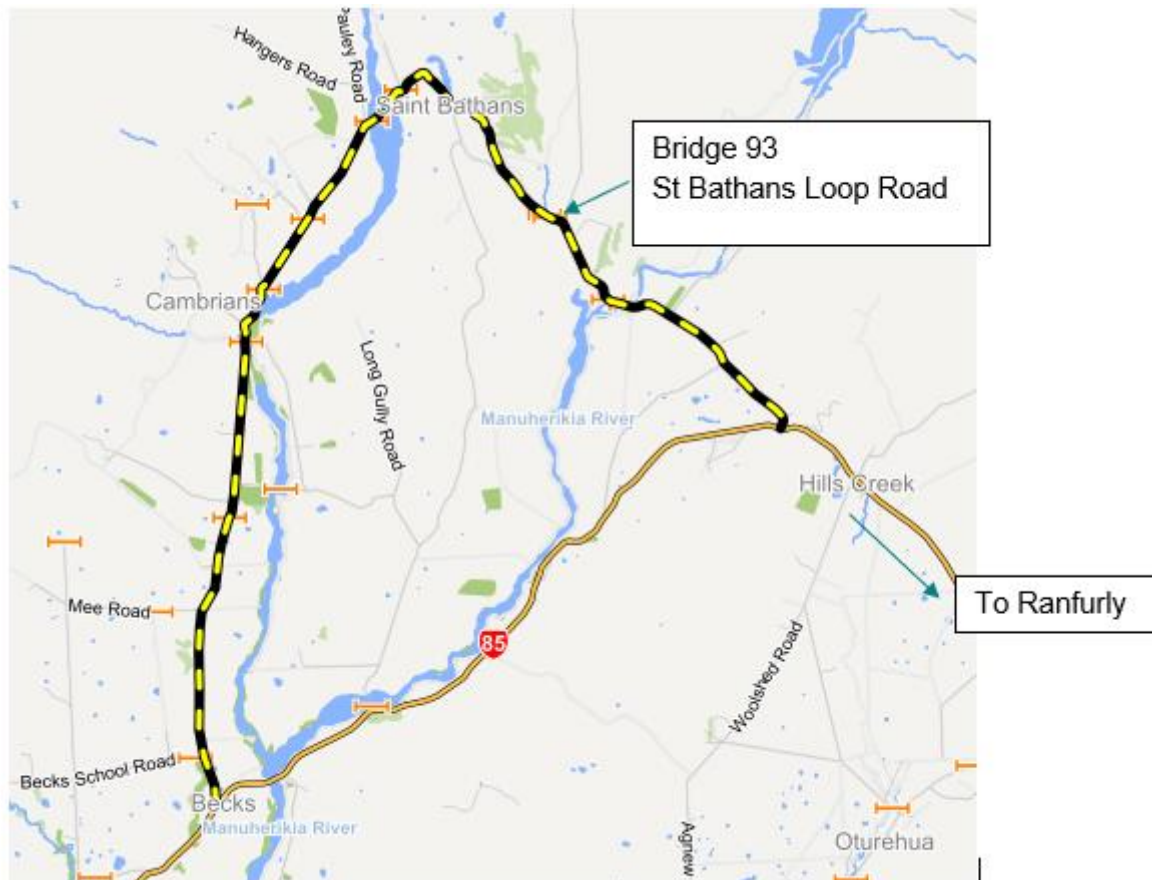 Hangers Road
Pauley Road
Saint Bathans
Bridge 93
St Bathans Loop Road
Cambrians
Long Gully Road
Manuherikia River
Hills Creek
To Ranfurly
Mee Road
85
Woolshed Road
Becks School Road
Becks
Manuherikia River
Agnew
Oturehua